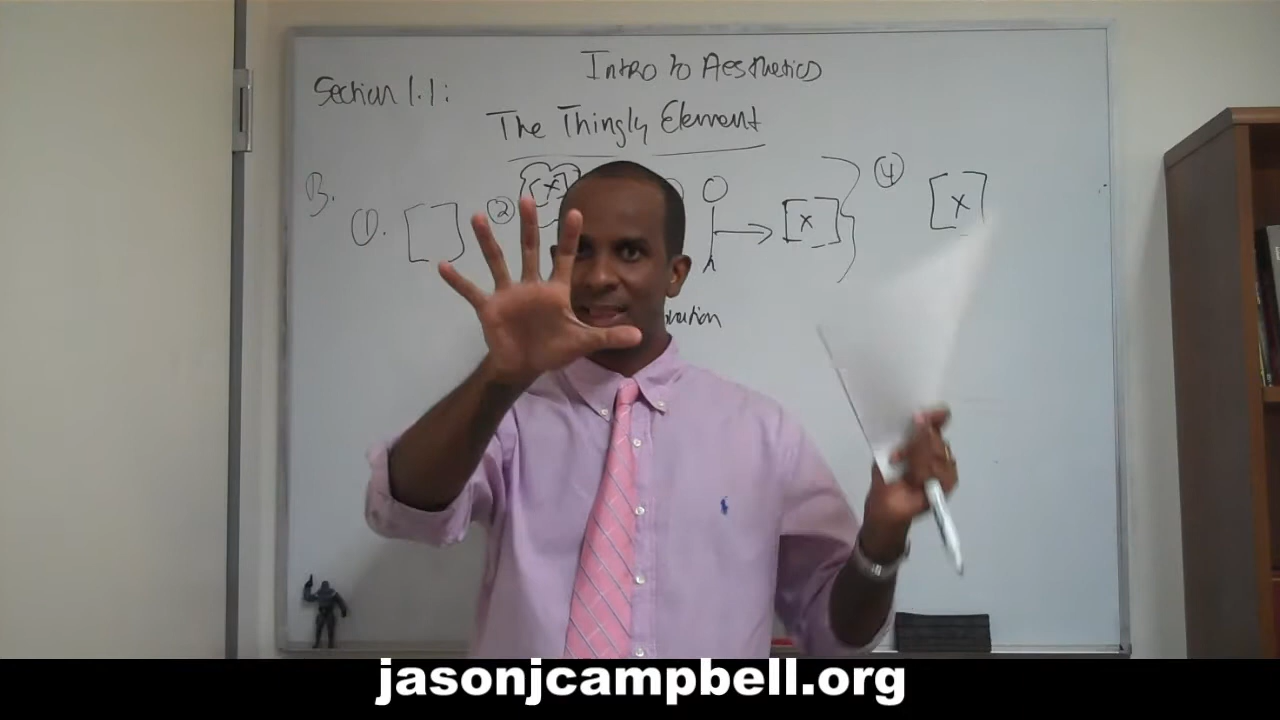 Intro to Aesthetics
Section 1.1:
The Thingly Element
B.
1. [ ] 2 [x] [x] 4 [x]
jasonjcampbell.org